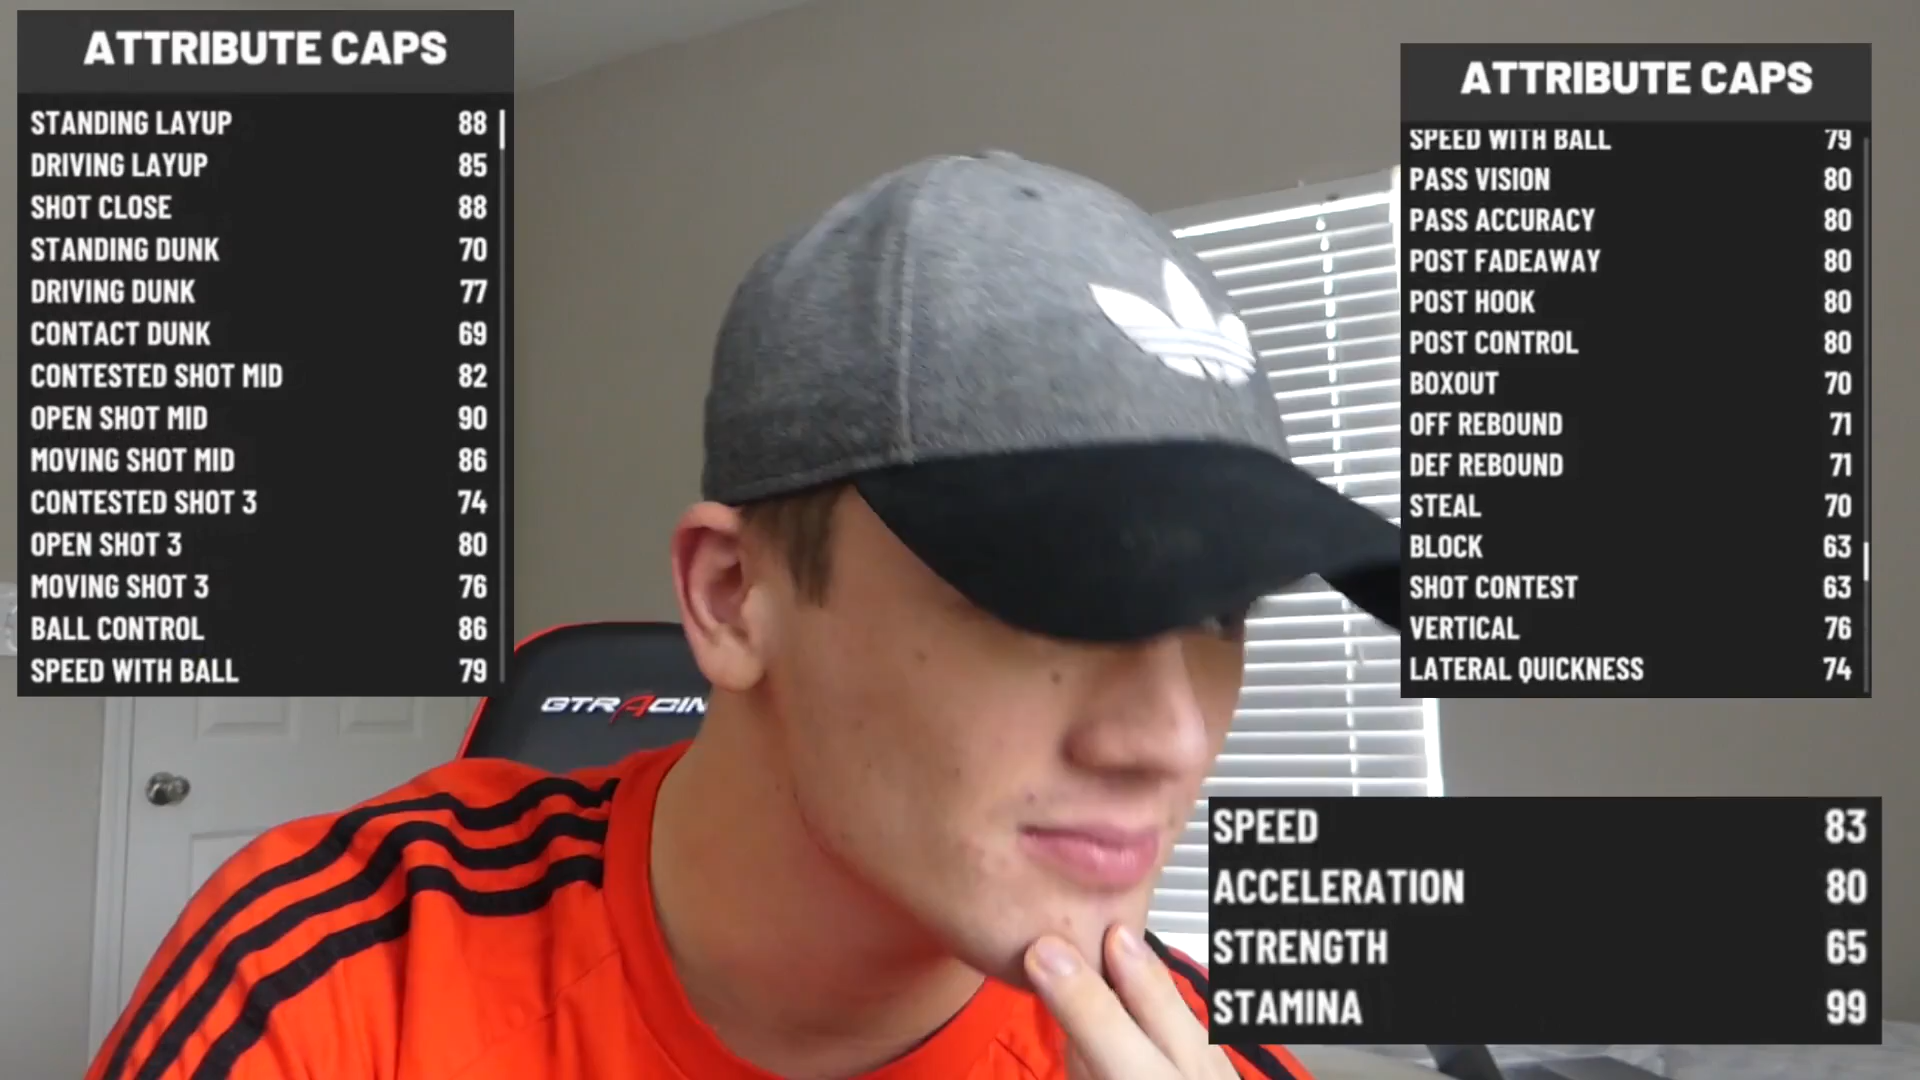 ATTRIBUTE CAPS
STANDING LAYUP 88
DRIVING LAYUP 85
SHOT CLOSE 88
STANDING DUNK 70
DRIVING DUNK 77
CONTACT DUNK 69
CONTESTED SHOT MID 82
OPEN SHOT MID 90
MOVING SHOT MID 86
CONTESTED SHOT 3 74
OPEN SHOT 3 80
MOVING SHOT 3 76
BALL CONTROL 86
SPEED WITH BALL 79
ATTRIBUTE CAPS
SPEED WITH BALL 79
PASS VISION 80
PASS ACCURACY 80
POST FADEAWAY 80
POST HOOK 80
POST CONTROL 80
BOXOUT 70
OFF REBOUND 71
DEF REBOUND 71
STEAL 70
BLOCK 63
SHOT CONTEST 63
VERTICAL 76
LATERAL QUICKNESS 74
SPEED 83
ACCELERATION 80
STRENGTH 65
STAMINA 99
GTRACIN